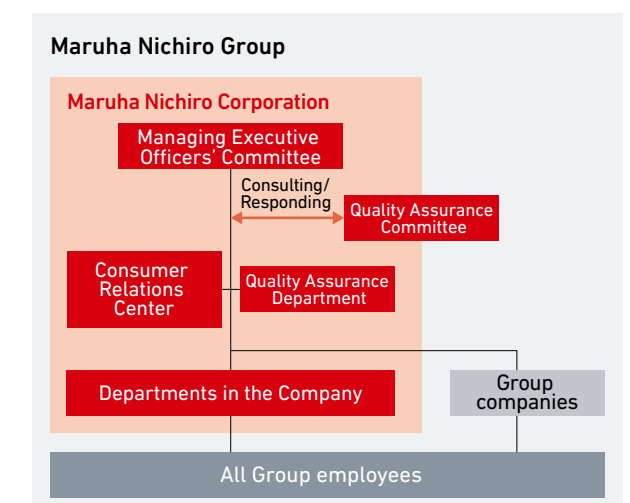 Maruha Nichiro Group
Maruha Nichiro Corporation
Managing Executive
Officers’ Committee
Consulting/
Responding
Quality Assurance
Committee
Consumer
Relations
Center
Quality Assurance
Department
Departments in the Company
Group
companies
All Group employees